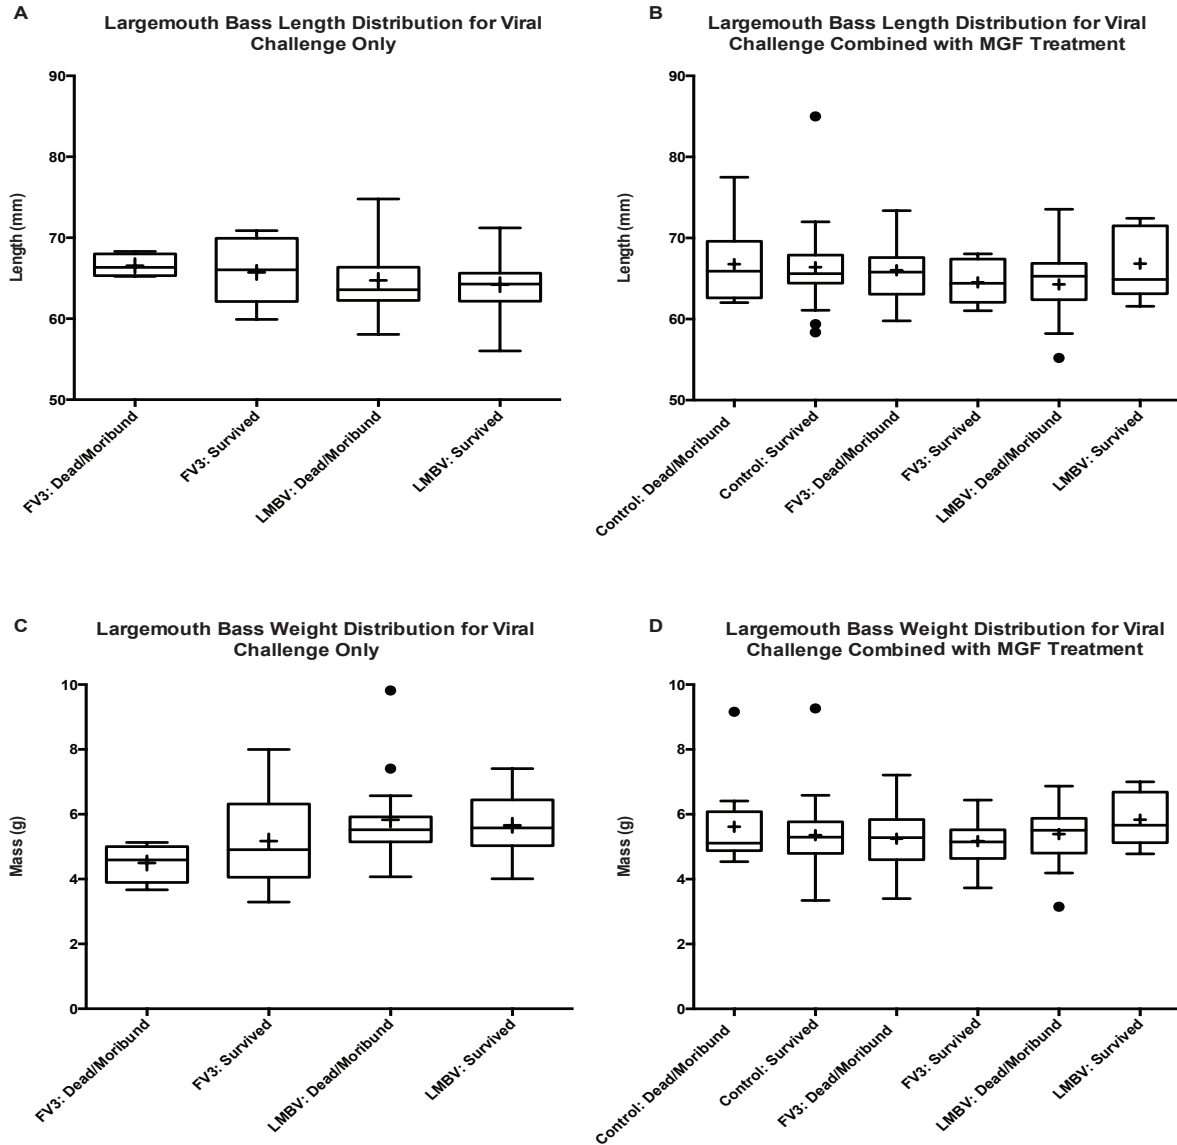 A
Largemouth Bass Length Distribution for Viral
Challenge Only
90
80
70
60
50
Length (mm)
FV3: Dead/Moribund
FV3: Survived
LMBV: Dead/Moribund
LMBV: Survived
B
Largemouth Bass Length Distribution for Viral
Challenge Combined with MGF Treatment
90
80
70
60
50
Length (mm)
Control: Dead/Moribund
Control: Survived
FV3: Dead/Moribund
FV3: Survived
LMBV: Dead/Moribund
LMBV: Survived
C
Largemouth Bass Weight Distribution for Viral
Challenge Only
10
8
6
4
2
0
Mass (g)
FV3: Dead/Moribund
FV3: Survived
LMBV: Dead/Moribund
LMBV: Survived
D
Largemouth Bass Weight Distribution for Viral
Challenge Combined with MGF Treatment
10
8
6
4
2
0
Mass (g)
Control: Dead/Moribund
Control: Survived
FV3: Dead/Moribund
FV3: Survived
LMBV: Dead/Moribund
LMBV: Survived